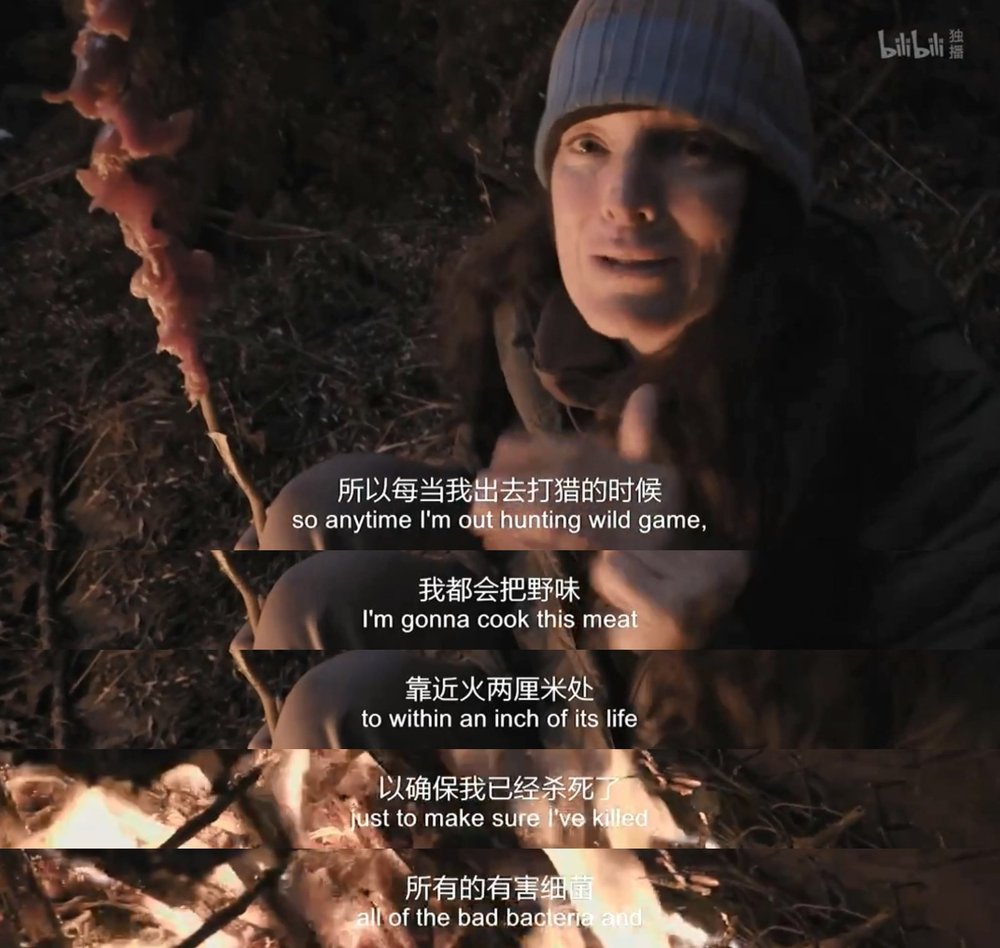 bilibili 独播
所以每当我出去打猎的时候
so anytime I'm out hunting wild game,
我都会把野味
I'm gonna cook this meat
靠近火两厘米处
to within an inch of its life
以确保我已经杀死了
just to make sure I've killed
所有的有害细菌
all of the bad bacteria and